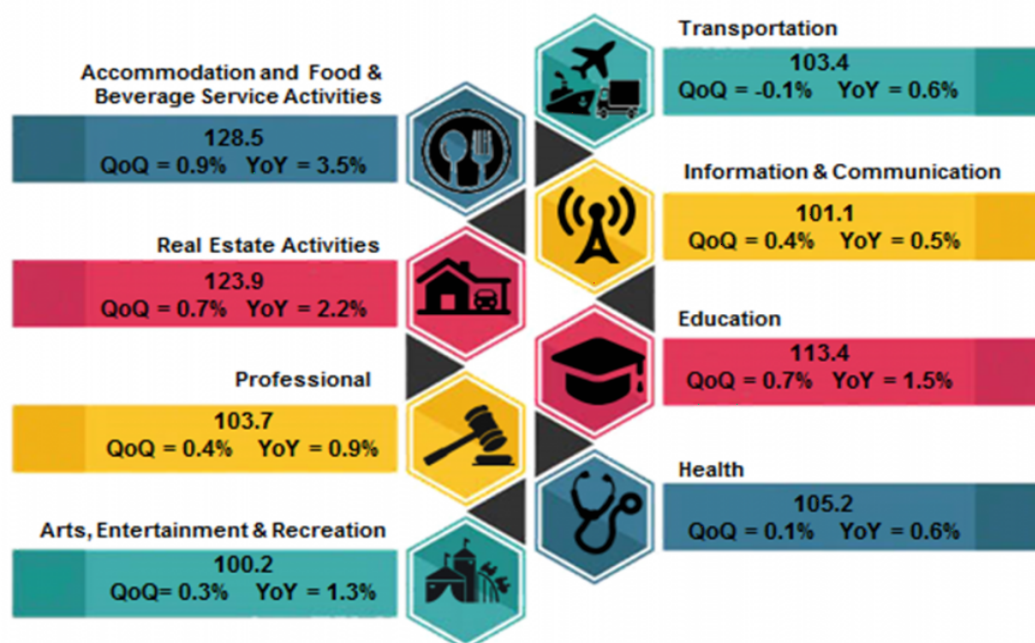 Accommodation and Food &
Beverage Service Activities
128.5
QoQ = 0.9% YoY = 3.5%
Real Estate Activities
123.9
QoQ = 0.7% YoY = 2.2%
Professional
103.7
QoQ = 0.4% YoY = 0.9%
Arts, Entertainment & Recreation
100.2
QoQ= 0.3% YoY = 1.3%
Transportation
103.4
QoQ = -0.1% YoY = 0.6%
Information & Communication
101.1
QoQ = 0.4% YoY = 0.5%
Education
113.4
QoQ = 0.7% YoY = 1.5%
Health
105.2
QoQ = 0.1% YoY = 0.6%